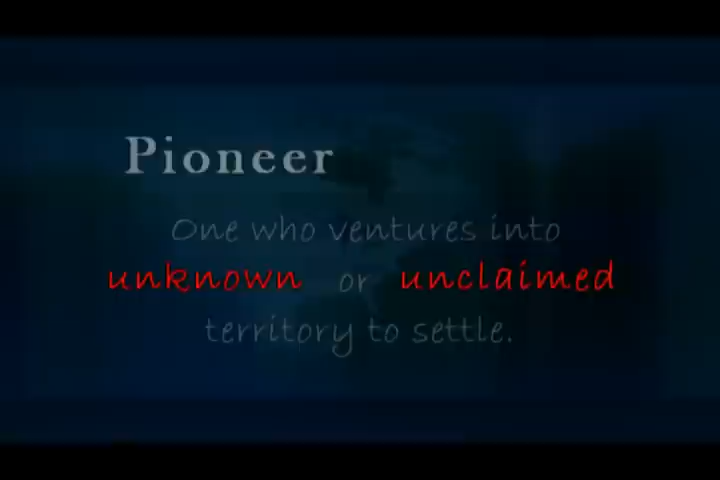 Pioneer
One who ventures into
unknown or unclaimed
territory to settle.